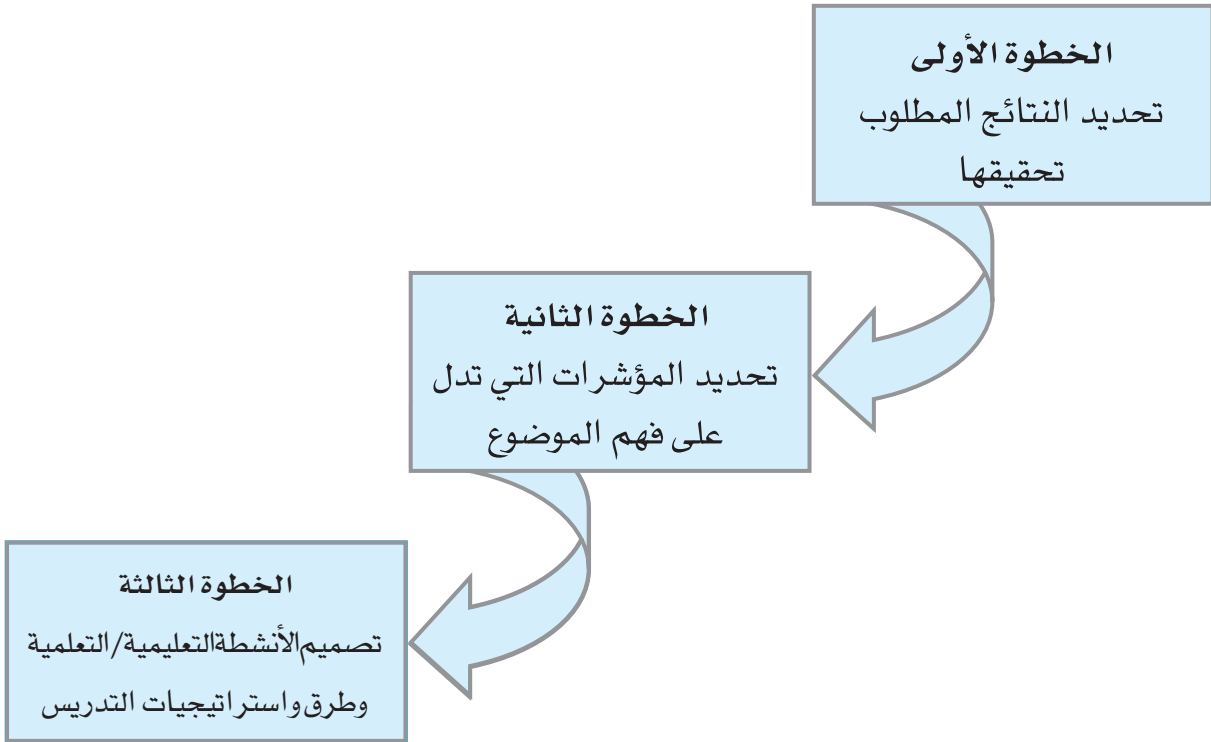 الخطوة الأولى
تحديد النتائج المطلوب
تحقيقها
الخطوة الثانية
تحديد المؤشرات التي تدل
على فهم الموضوع
الخطوة الثالثة
تصميم الأنشطة التعليمية/التعلمية
وطرق واستراتيجيات التدريس